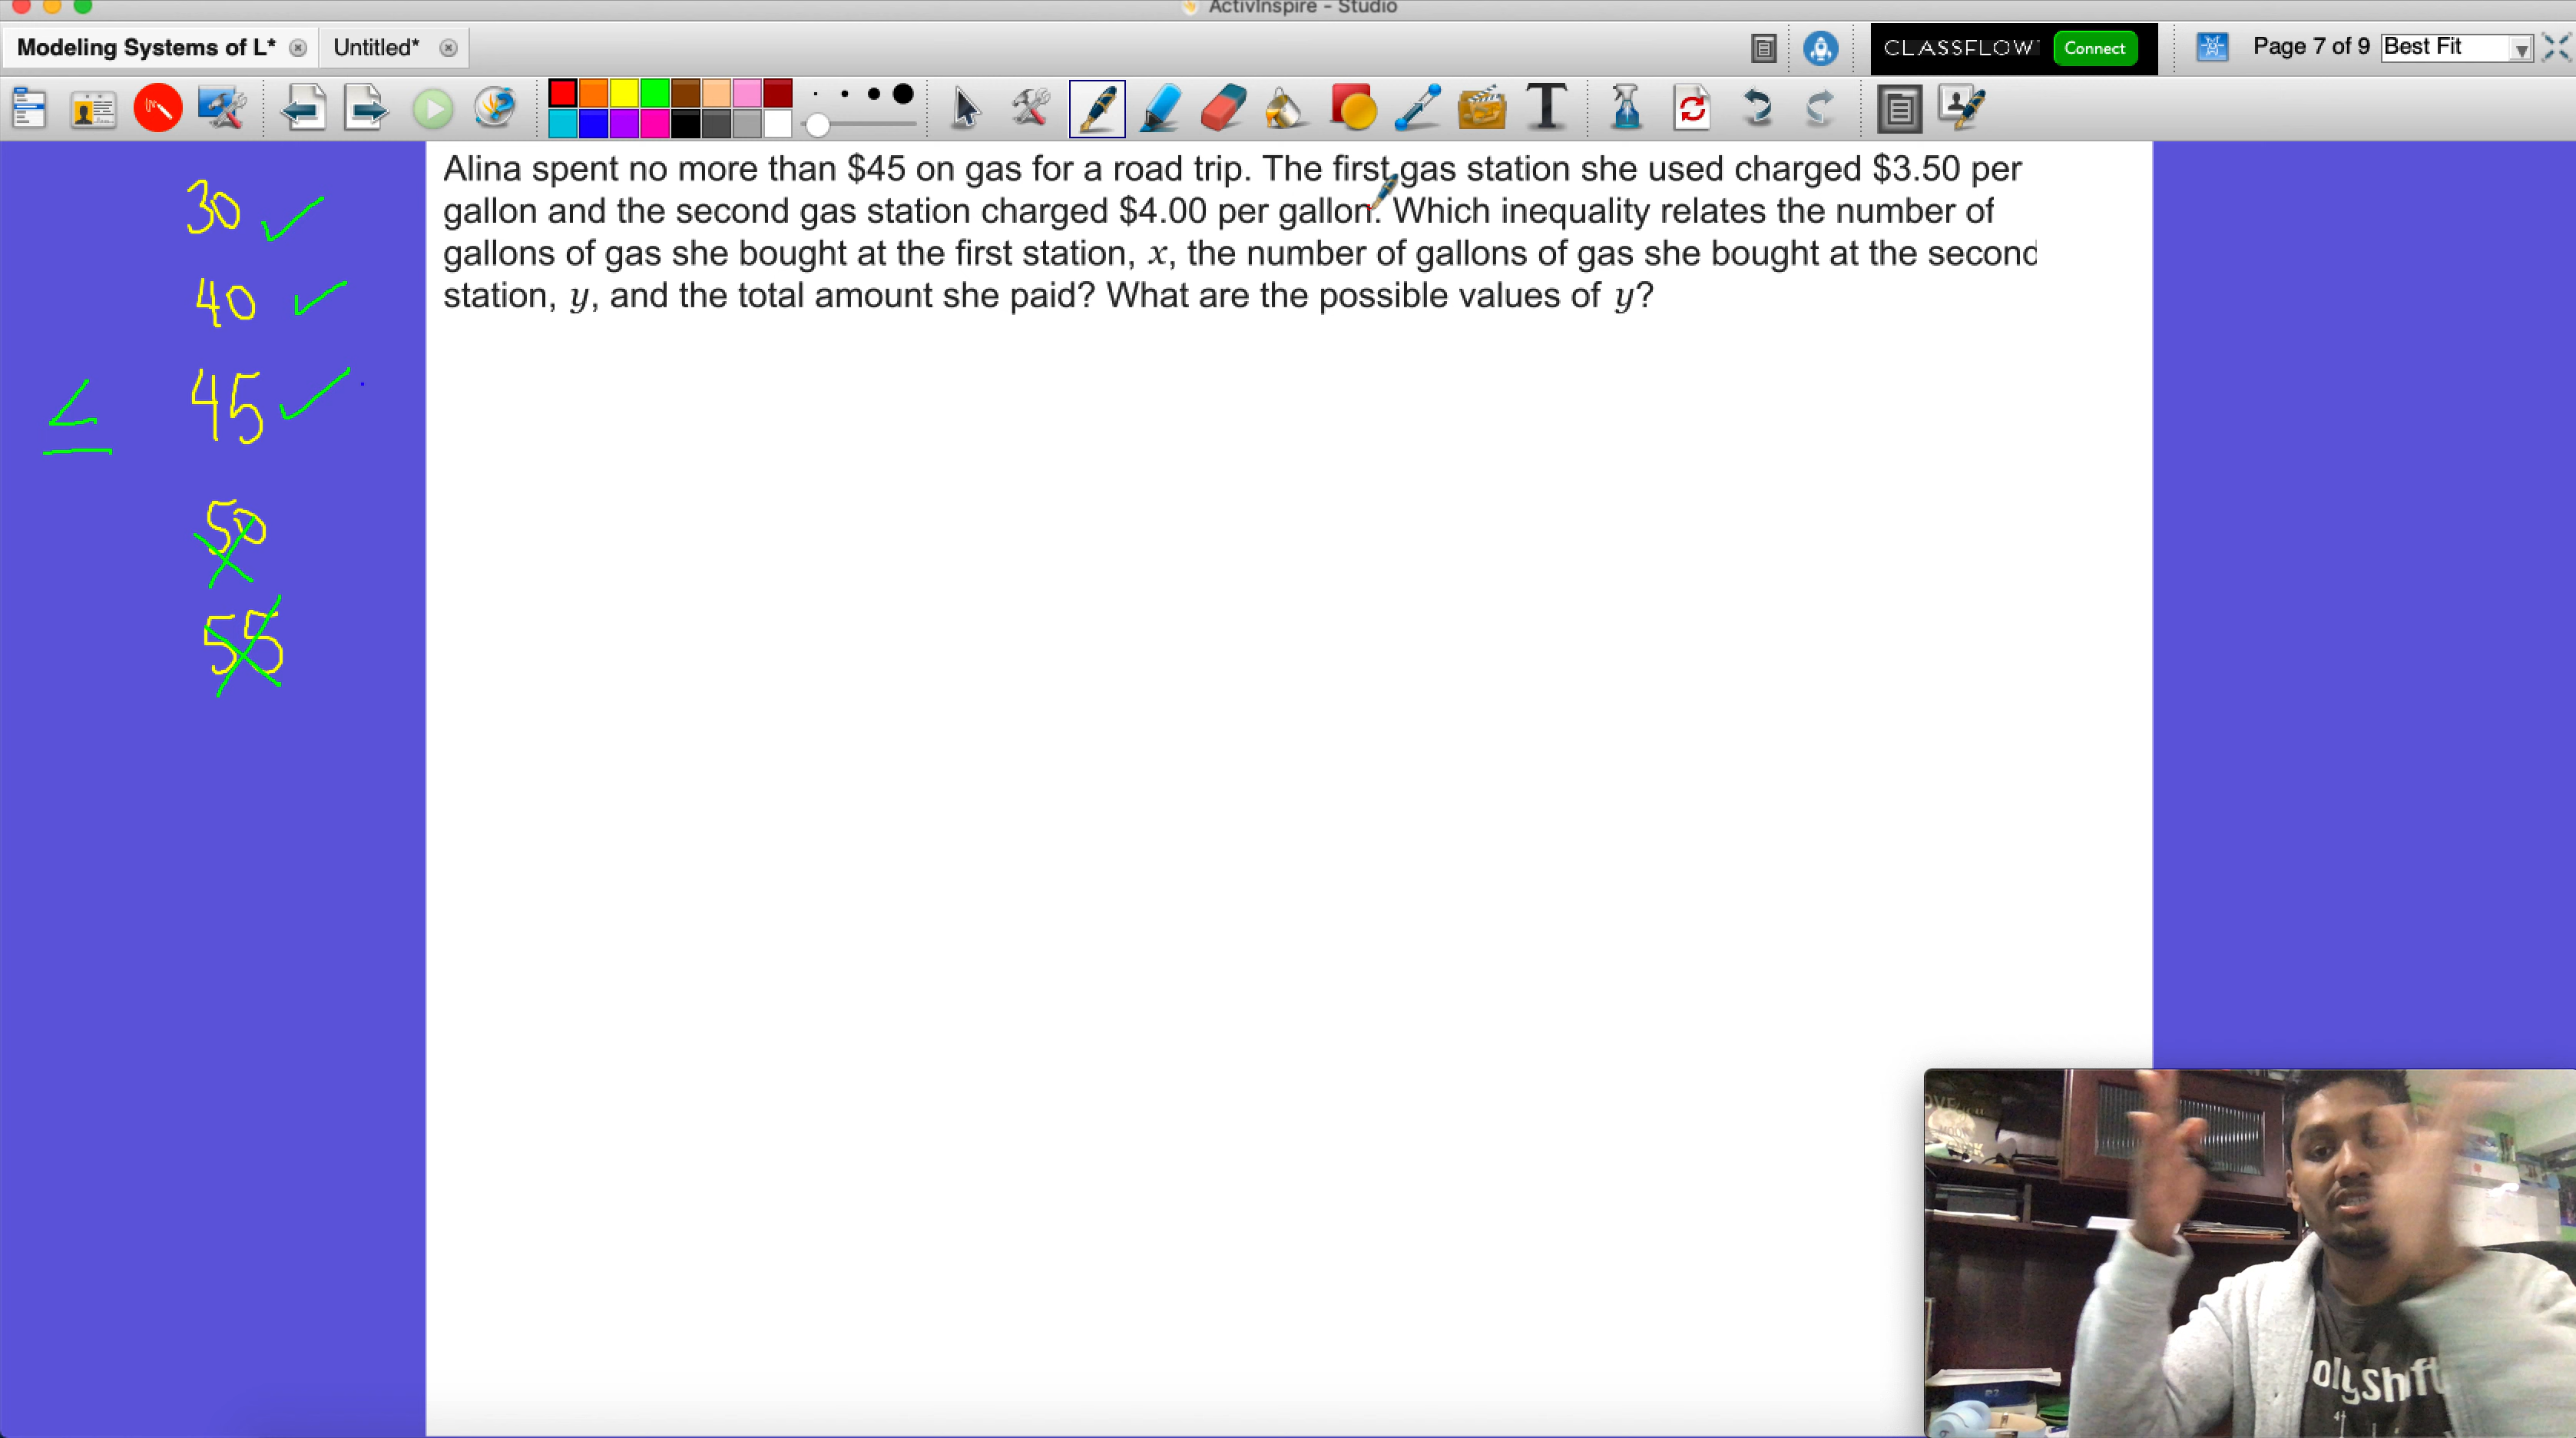 ActivInspire - Studio
Modeling Systems of L*
Untitled*
CLASSFLOW
Connect
Page 7 of 9
Best Fit
T
30
40
≤ 45
50
55
Alina spent no more than $45 on gas for a road trip. The first gas station she used charged $3.50 per
gallon and the second gas station charged $4.00 per gallon. Which inequality relates the number of
gallons of gas she bought at the first station, x, the number of gallons of gas she bought at the second
station, y, and the total amount she paid? What are the possible values of y?
olyshift